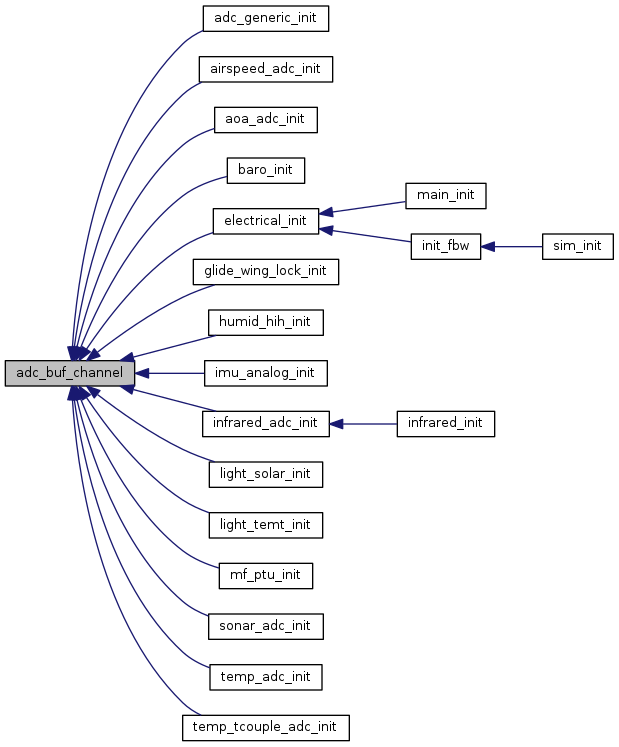 adc_generic_init
airspeed_adc_init
aoa_adc_init
baro_init
main_init
electrical_init
init_fbw
sim_init
glide_wing_lock_init
humid_hih_init
adc_buf_channel
imu_analog_init
infrared_adc_init
infrared_init
light_solar_init
light_temt_init
mf_ptu_init
sonar_adc_init
temp_adc_init
temp_tcouple_adc_init